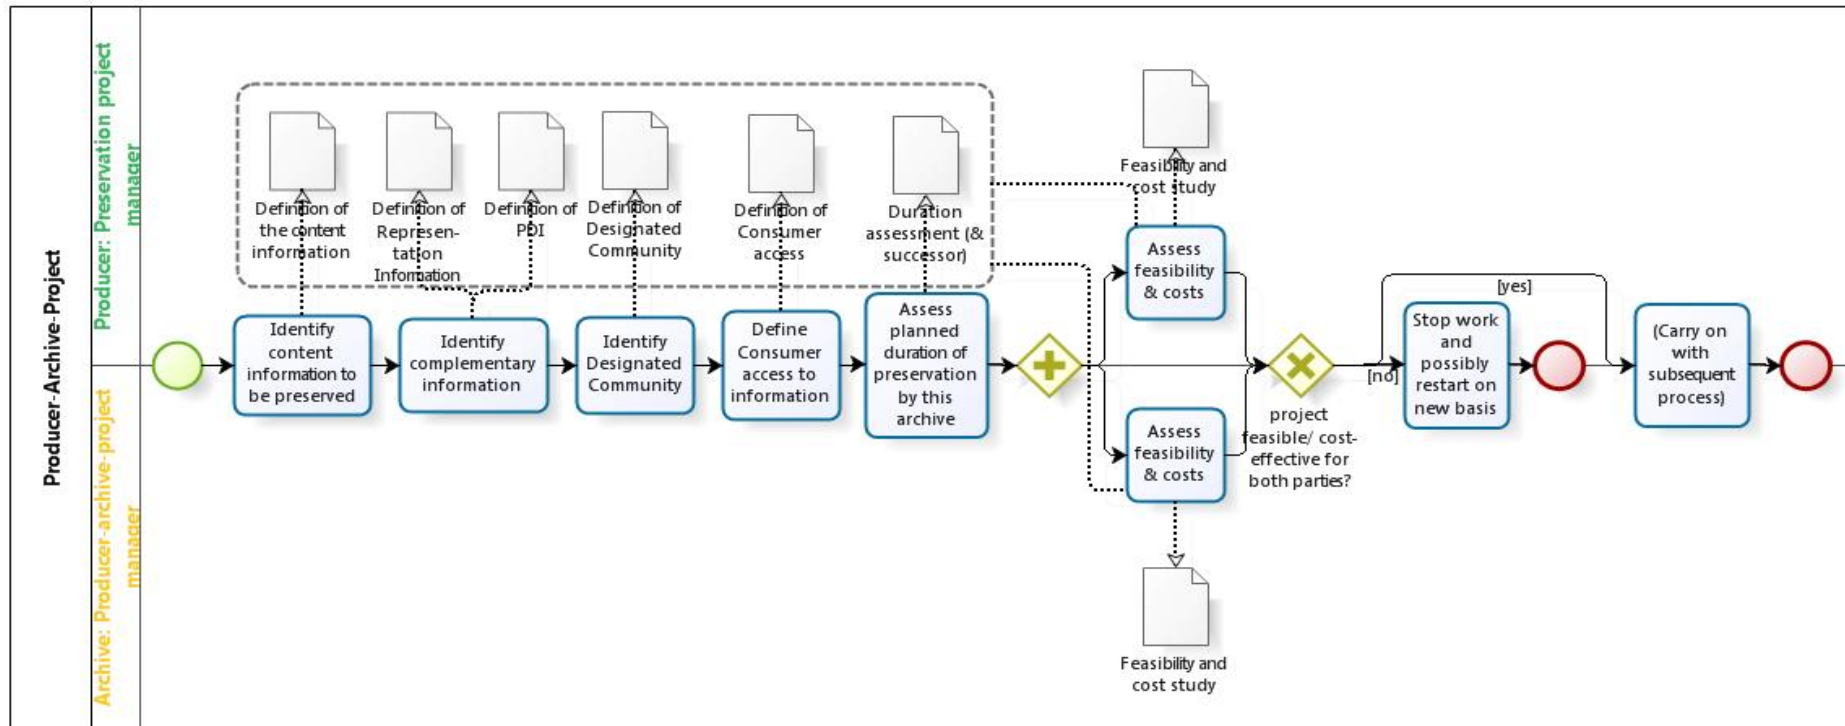 Producer-Archive-Project
Producer: Preservation project
manager
Archive: Producer-archive-project
manager
Definition of
the content
information
Definition of
Represen-
tation
Information
Definition of
PDI
Definition of
Designated
Community
Definition of
Consumer
access
Duration
assessment (&
successor)
Feasibility and
cost study
Identify
content
information to
be preserved
Identify
complementary
information
Identify
Designated
Community
Define
Consumer
access to
information
Assess
planned
duration of
preservation
by this
archive
Assess
feasibility
& costs
Assess
feasibility
& costs
Feasibility and
cost study
project
feasible/ cost-
effective for
both parties?
[yes]
[no]
Stop work
and
possibly
restart on
new basis
(Carry on
with
subsequent
process)